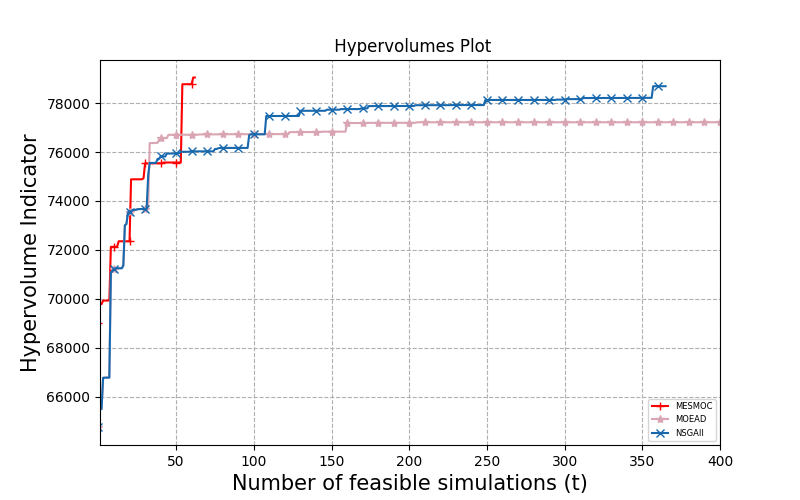 Hypervolumes Plot
Hypervolume Indicator
78000
76000
74000
72000
70000
68000
66000
50
100
150
200
250
300
350
400
Number of feasible simulations (t)
MESMOC
MOEAD
NSGAII